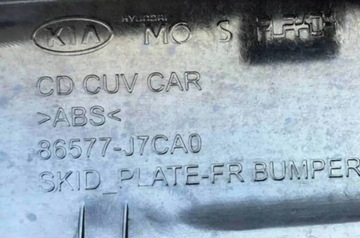 KIA HYUNDAI MOBIS
CD CUV CAR
>ABS<
86577-J7CA0
SKID_PLATE-FR BUMPER